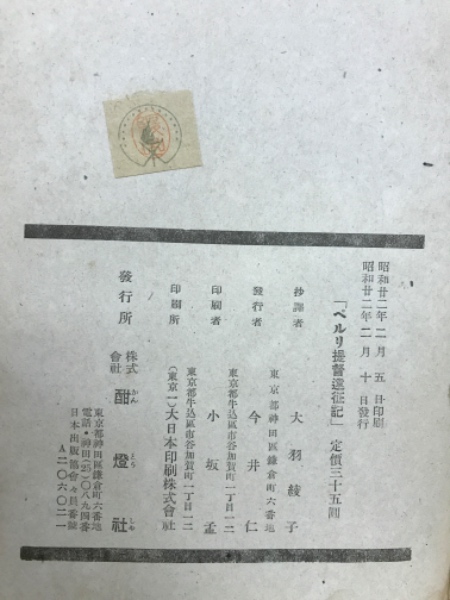 昭和廿二年二月五日印刷
昭和廿二年二月十日發行
「ペルリ提督遠征記」 定價三十五圓
抄譯者 大羽綾子
東京都神田區鎌倉町六番地
發行者 今井仁
東京都牛込區市谷加賀町一丁目一二
印刷者 小坂孟
東京都牛込區市谷加賀町一丁目一二
印刷所 (東京一)大日本印刷株式會社
發行所 株式會社 酣燈社
かん とう しや
東京都神田區鎌倉町六番地
電話・神田(25)〇八九四番
日本出版協會々員番號
A二〇六〇二一